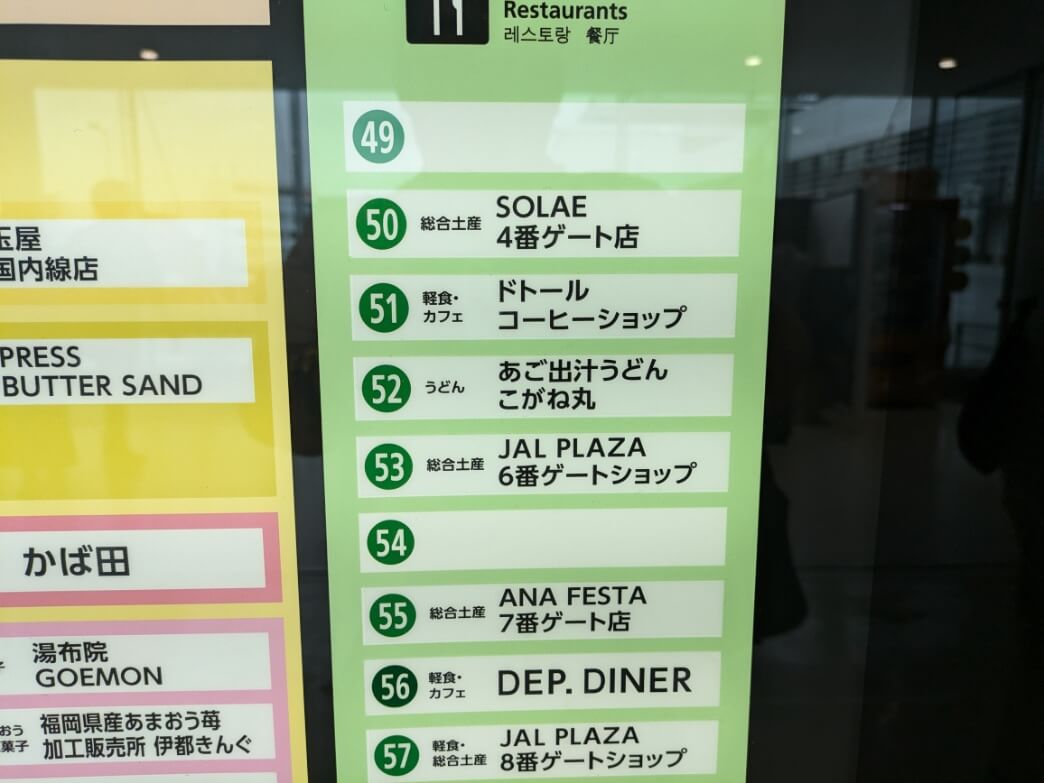 玉屋
国内線店
PRESS
BUTTER SAND
かば田
湯布院
GOEMON
福岡県産あまおう苺
菓子 加工販売所 伊都きんぐ
Restaurants
레스토랑 餐厅
49
50 総合土産 SOLAE
4番ゲート店
51 軽食・
カフェ
ドトール
コーヒーショップ
52 うどん
あごだ出汁うどん
こがね丸
53 総合土産 JAL PLAZA
6番ゲートショップ
54
55 総合土産 ANA FESTA
7番ゲート店
56 軽食・
カフェ
DEP. DINER
57 軽食・
総合土産
JAL PLAZA
8番ゲートショップ